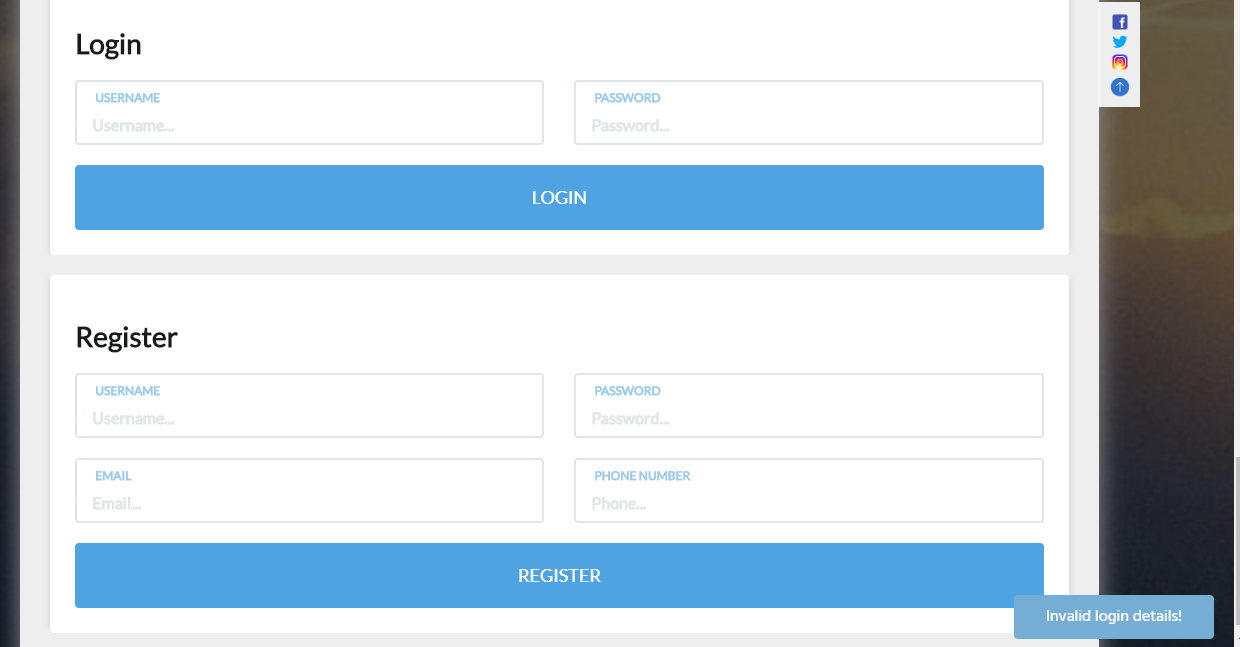 Login
USERNAME
Username...
PASSWORD
Password...
LOGIN
Register
USERNAME
Username...
PASSWORD
Password...
EMAIL
Email...
PHONE NUMBER
Phone...
REGISTER
Invalid login details!